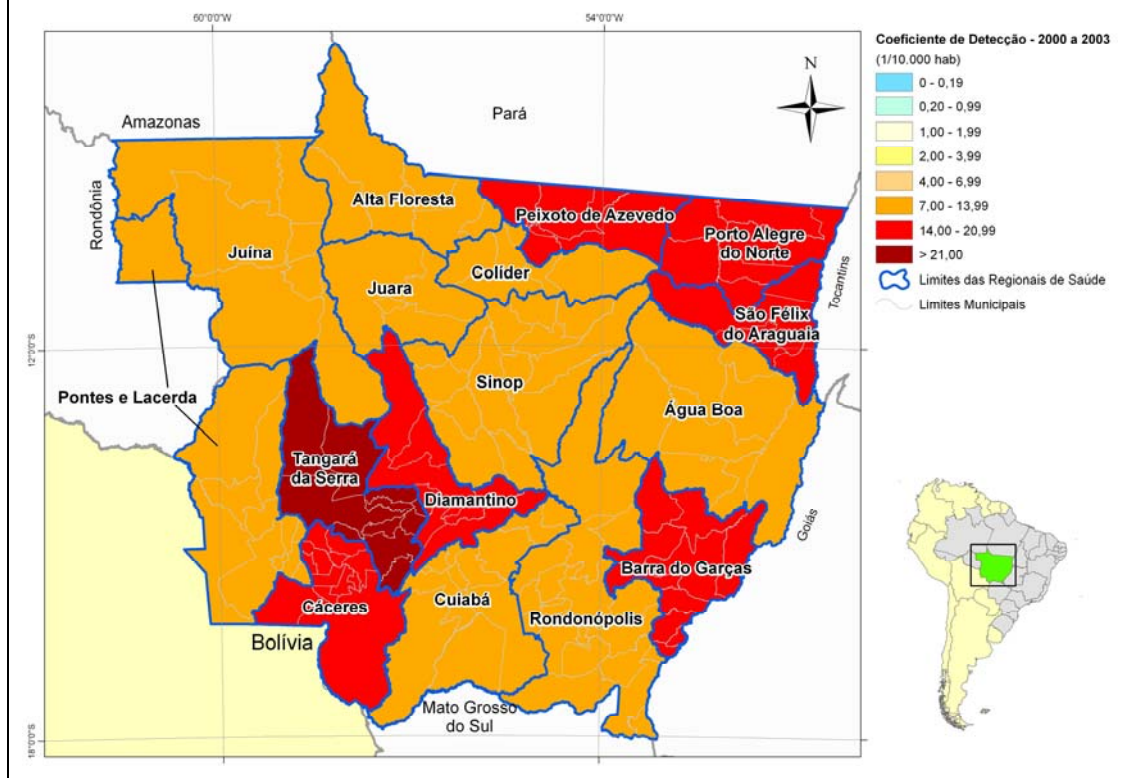 60°0'0"W
54°0'0"W
Coeficiente de Detecção - 2000 a 2003
(1/10.000 hab)
0 - 0,19
0,20 - 0,99
1,00 - 1,99
2,00 - 3,99
4,00 - 6,99
7,00 - 13,99
14,00 - 20,99
> 21,00
Limites das Regionais de Saúde
Limites Municipais
N
Amazonas
Pará
Rondônia
Alta Floresta
Peixoto de Azevedo
Porto Alegre
do Norte
Juína
Colider
Juara
Tocantins
São Félix
do Araguaia
12°0'0"S
Sinop
Pontes e Lacerda
Água Boa
Tangará
da Serra
Diamantino
Goiás
Barra do Garças
Cáceres
Cuiabá
Rondonópolis
Bolívia
Mato Grosso
do Sul
18°0'0"S